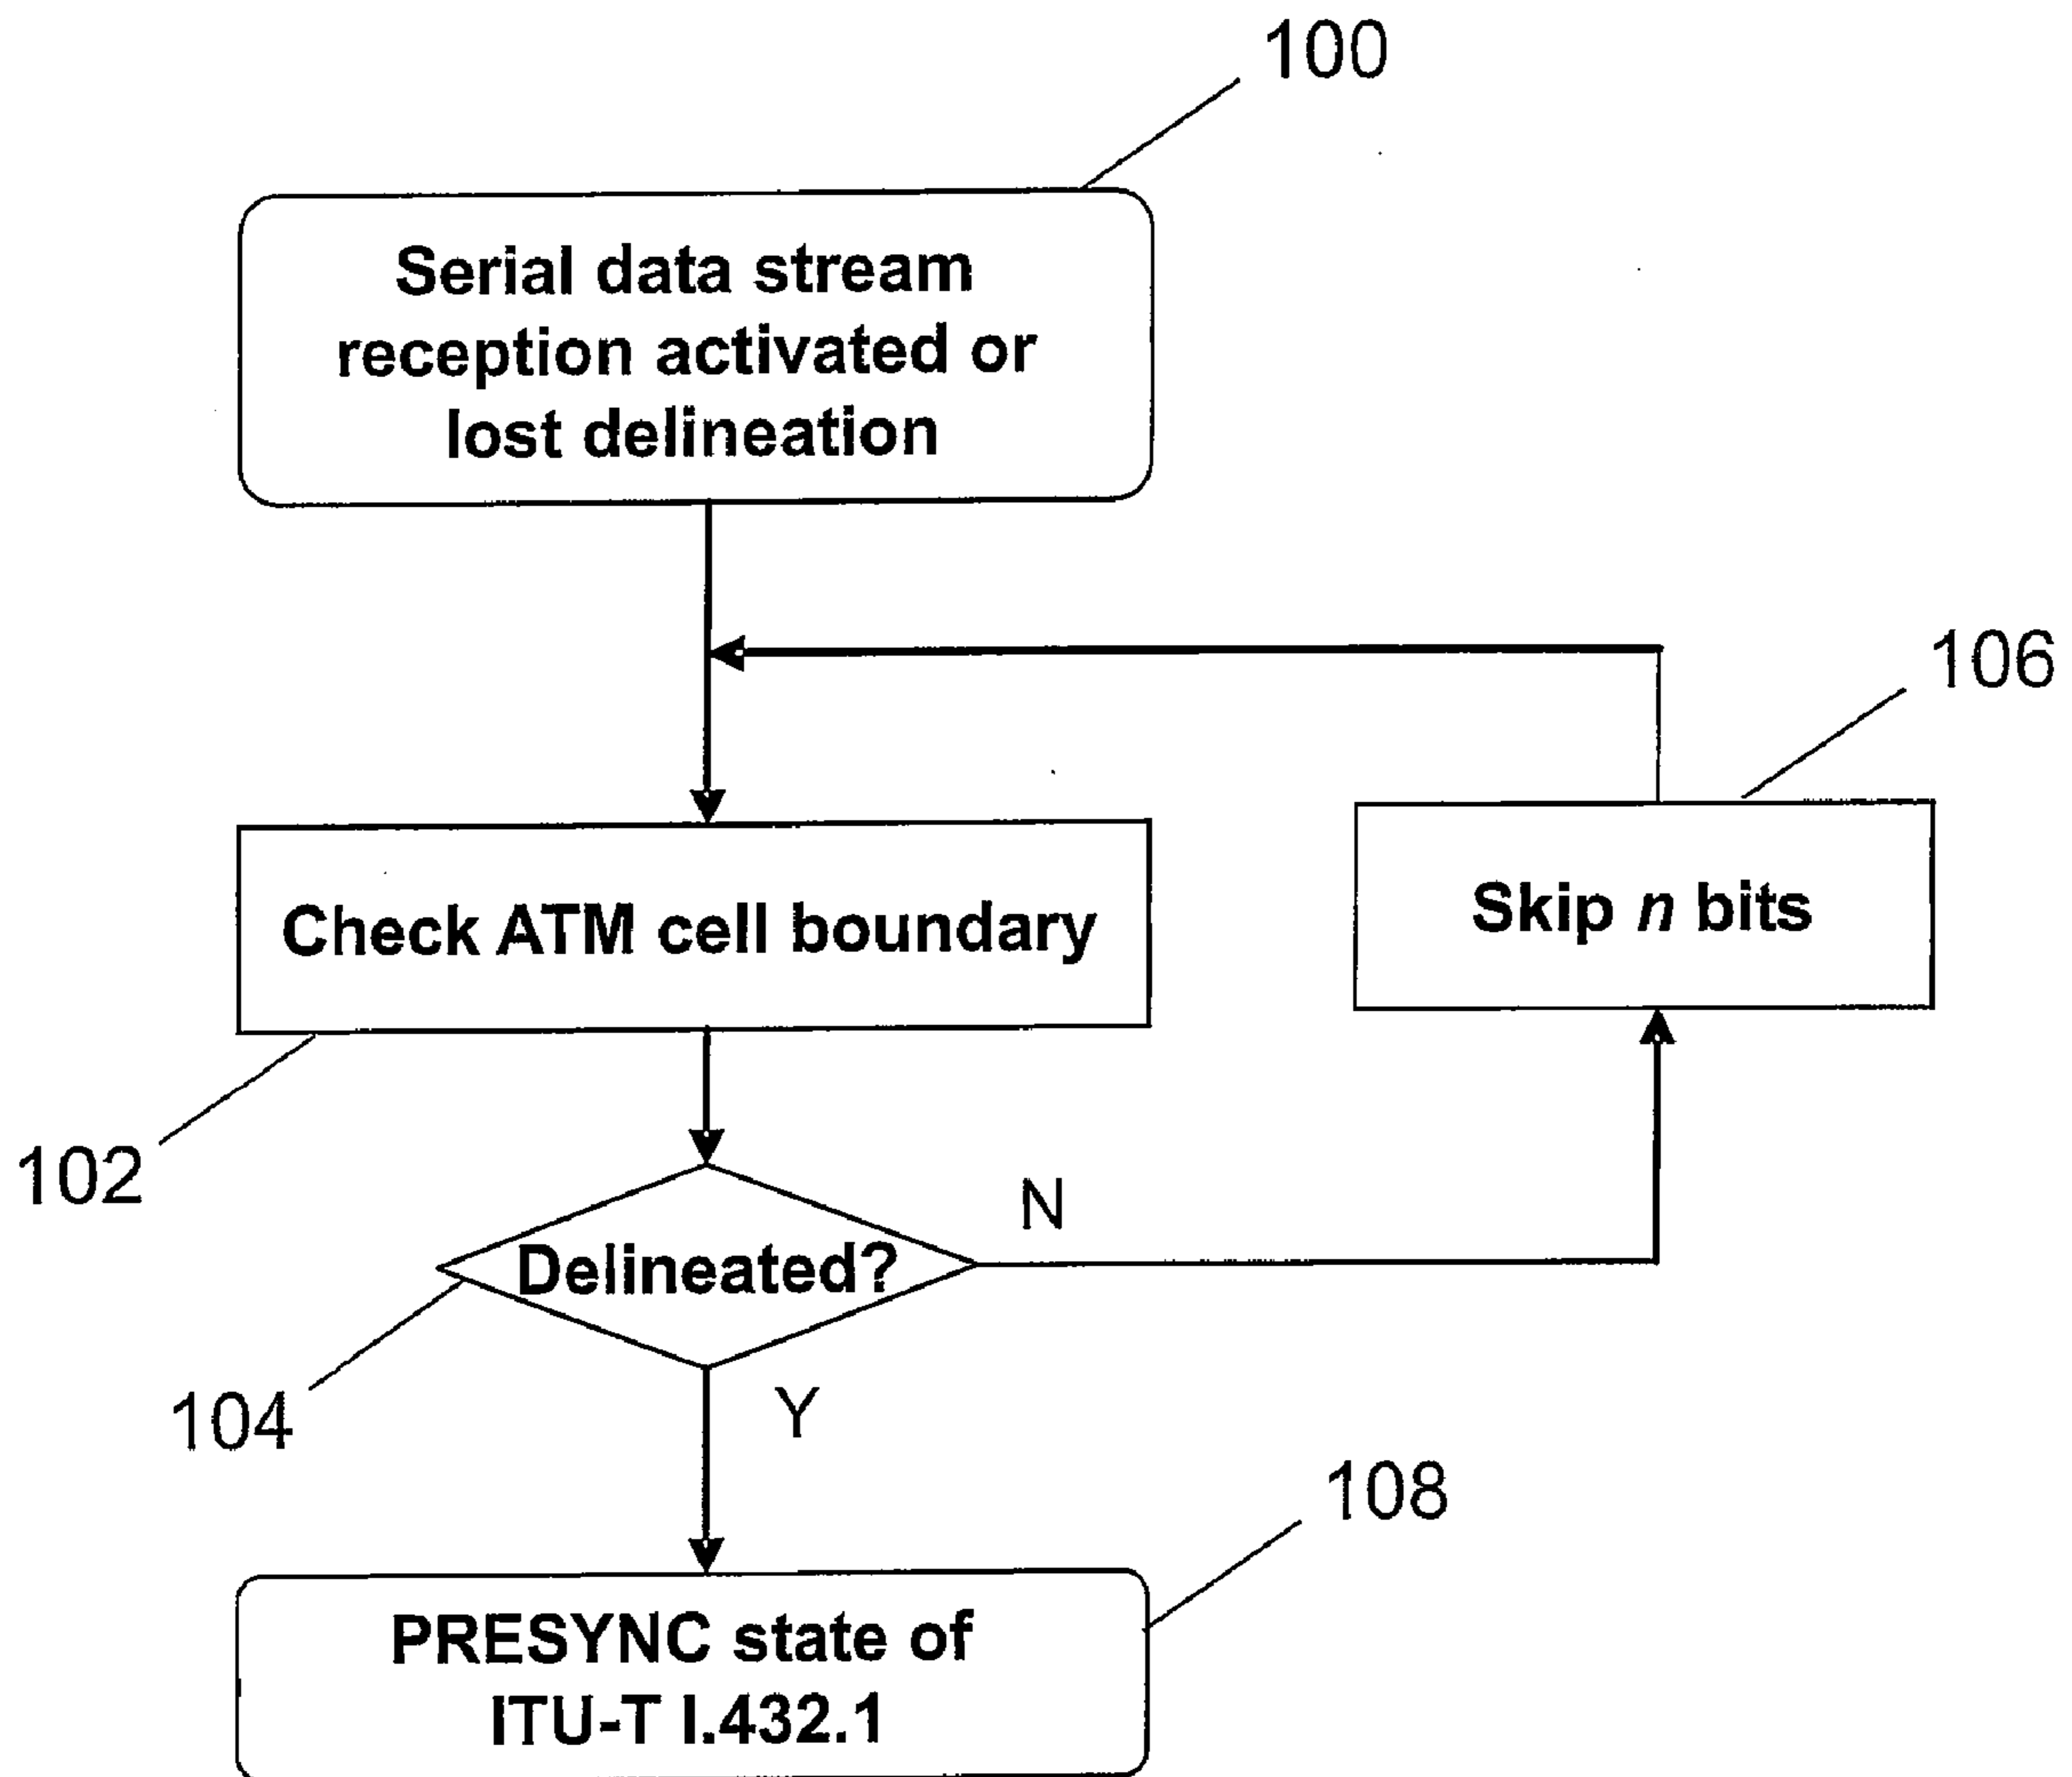 100
Serial data stream
reception activated or
lost delineation
106
Check ATM cell boundary
Skip n bits
102
N
Delineated?
104
Y
108
PRESYNC state of
ITU-T I.432.1